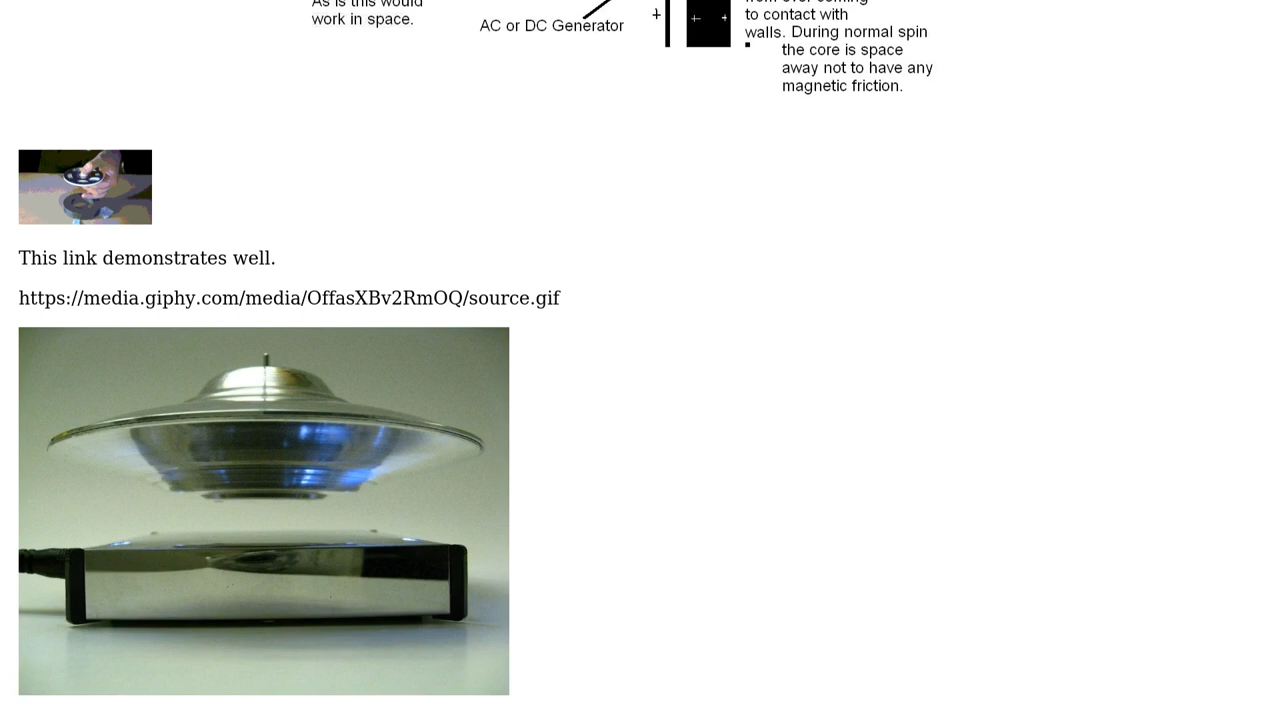 As is this would
work in space.
AC or DC Generator
+
+ +
to contact with
walls. During normal spin
the core is space
away not to have any
magnetic friction.
This link demonstrates well.
https://media.giphy.com/media/OffasXBv2RmOQ/source.gif